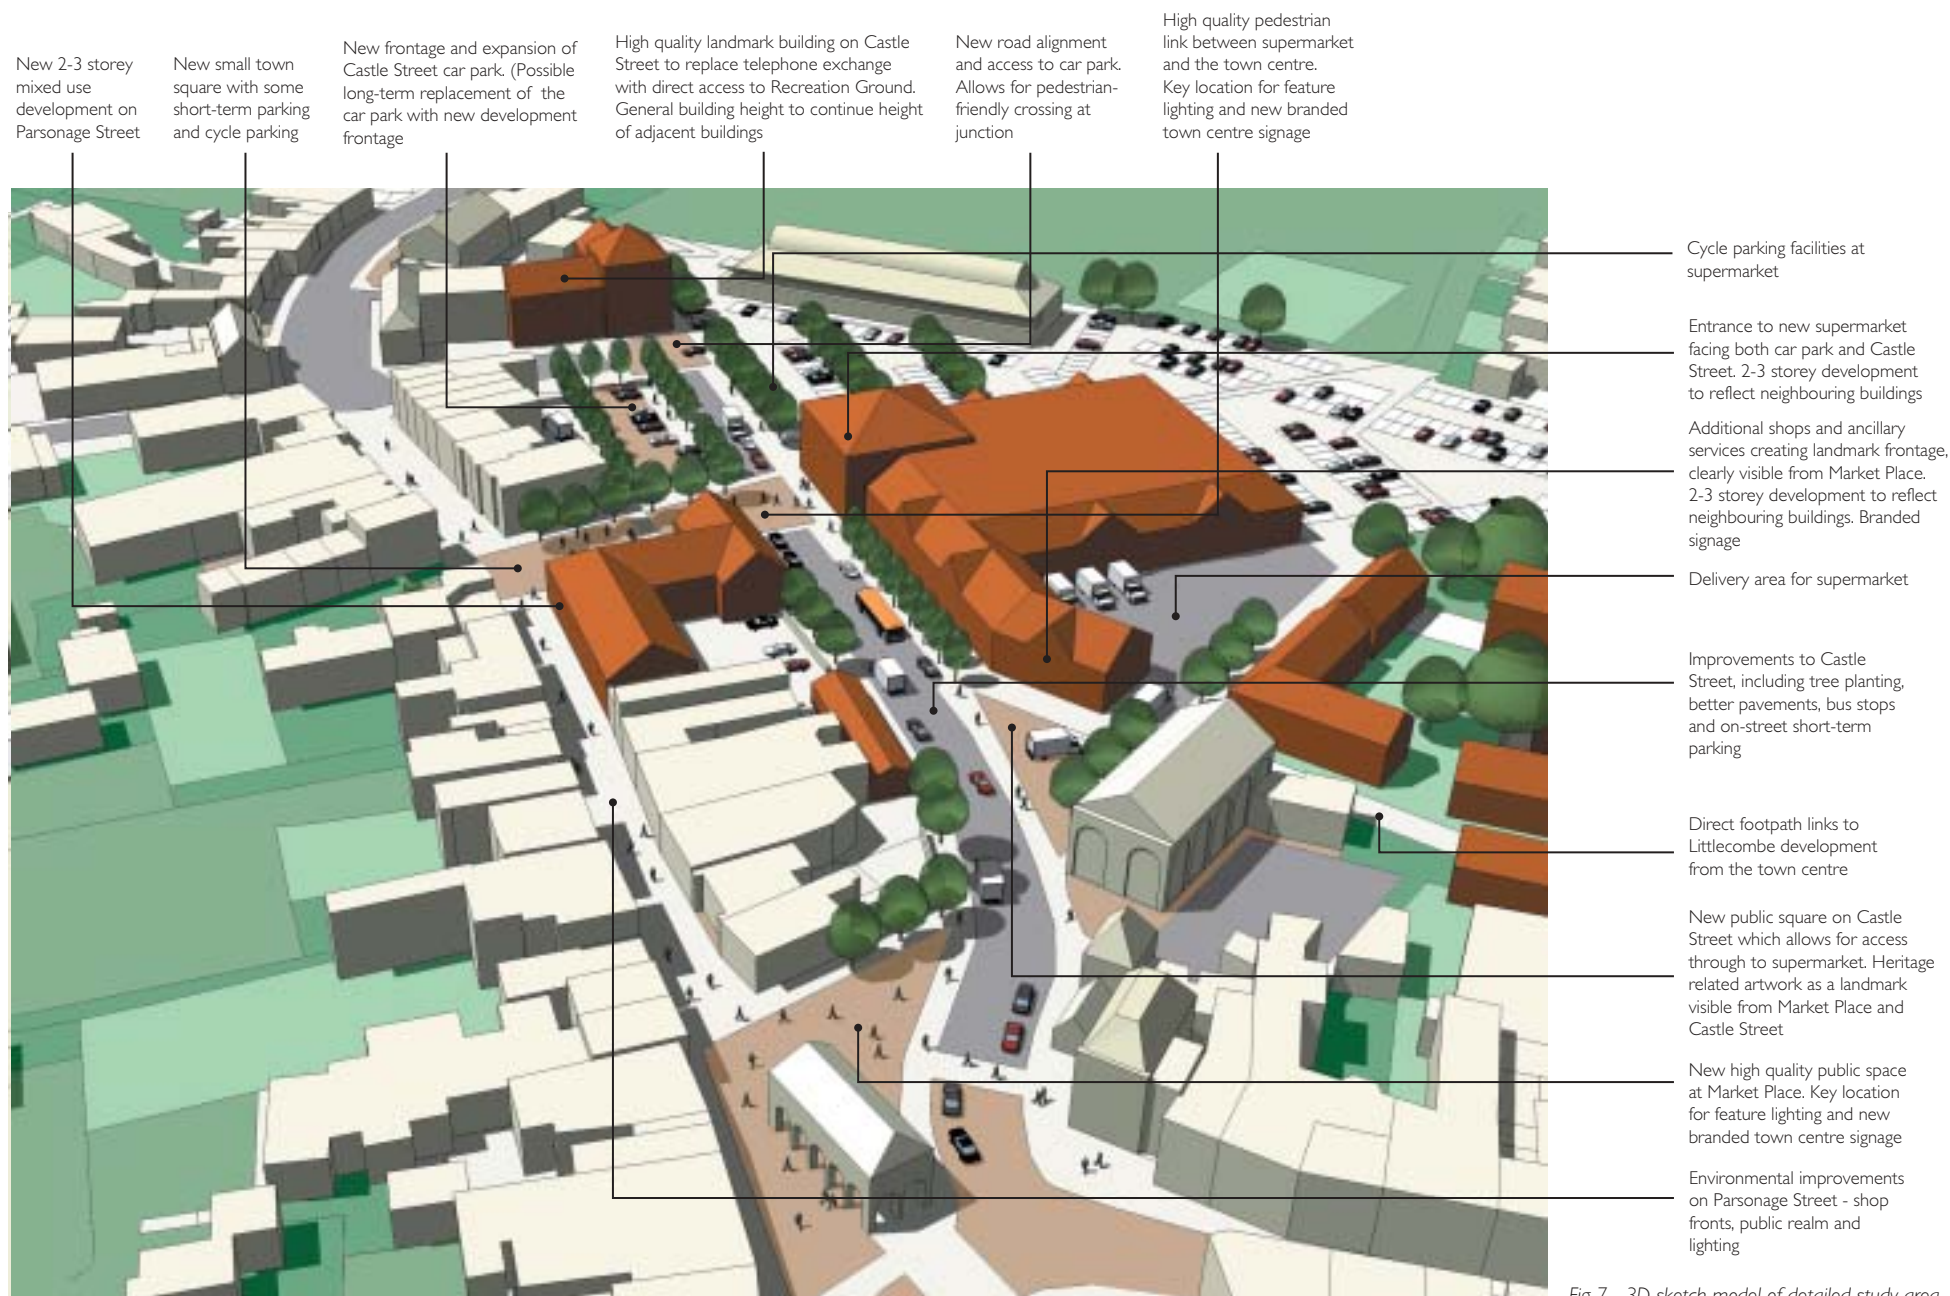 New 2-3 storey
mixed use
development on
Parsonage Street
New small town
square with some
short-term parking
and cycle parking
New frontage and expansion of
Castle Street car park. (Possible
long-term replacement of the
car park with new development
frontage
High quality landmark building on Castle
Street to replace telephone exchange
with direct access to Recreation Ground.
General building height to continue height
of adjacent buildings
New road alignment
and access to car park.
Allows for pedestrian-
friendly crossing at
junction
High quality pedestrian
link between supermarket
and the town centre.
Key location for feature
lighting and new branded
town centre signage
Cycle parking facilities at
supermarket
Entrance to new supermarket
facing both car park and Castle
Street. 2-3 storey development
to reflect neighbouring buildings
Additional shops and ancillary
services creating landmark frontage,
clearly visible from Market Place.
2-3 storey development to reflect
neighbouring buildings. Branded
signage
Delivery area for supermarket
Improvements to Castle
Street, including tree planting,
better pavements, bus stops
and on-street short-term
parking
Direct footpath links to
Littlecombe development
from the town centre
New public square on Castle
Street which allows for access
through to supermarket. Heritage
related artwork as a landmark
visible from Market Place and
Castle Street
New high quality public space
at Market Place. Key location
for feature lighting and new
branded town centre signage
Environmental improvements
on Parsonage Street - shop
fronts, public realm and
lighting
Fig 7 3D sketch model of detailed study area